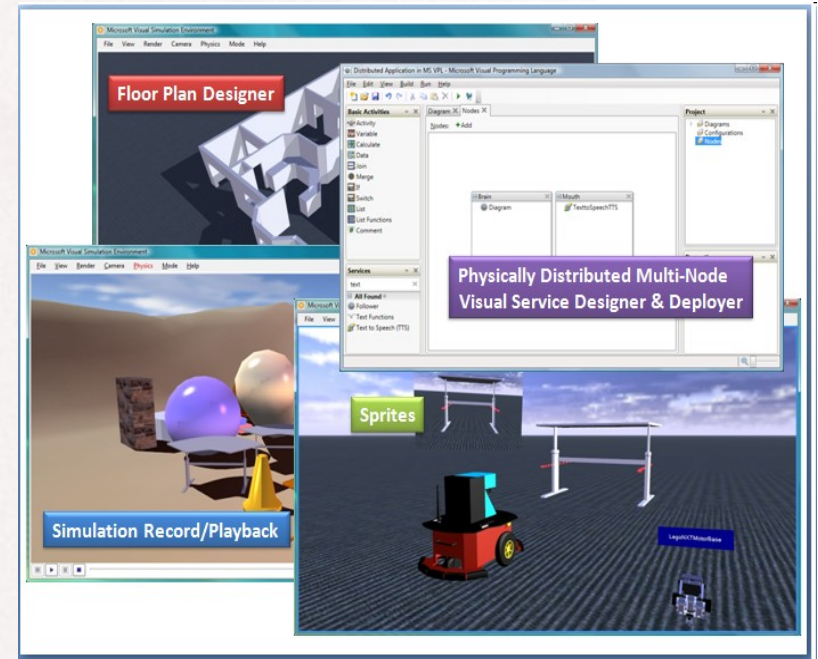 Microsoft Visual Simulation Environment
File View Render Camera Physics Mode Help
Floor Plan Designer
Distributed Application in MS VPL - Microsoft Visual Programming Language
File Edit View Build Run Help
Basic Activities
Activity
Variable
Calculate
Data
Join
Merge
If
Switch
List
List Functions
Comment
Services
text
All Found
Follower
Text Functions
Text to Speech (TTS)
Diagram Nodes
Nodes: +Add
Brain
Diagram
Mouth
TexttoSpeechTTS
Project
Diagrams
Configurations
Nodes
Physically Distributed Multi-Node
Visual Service Designer & Deployer
Microsoft Visual Simulation Environment
File View Render Camera Physics Mode Help
Simulation Record/Playback
Microsoft
File View
Sprites
LegoNXTMotorBase